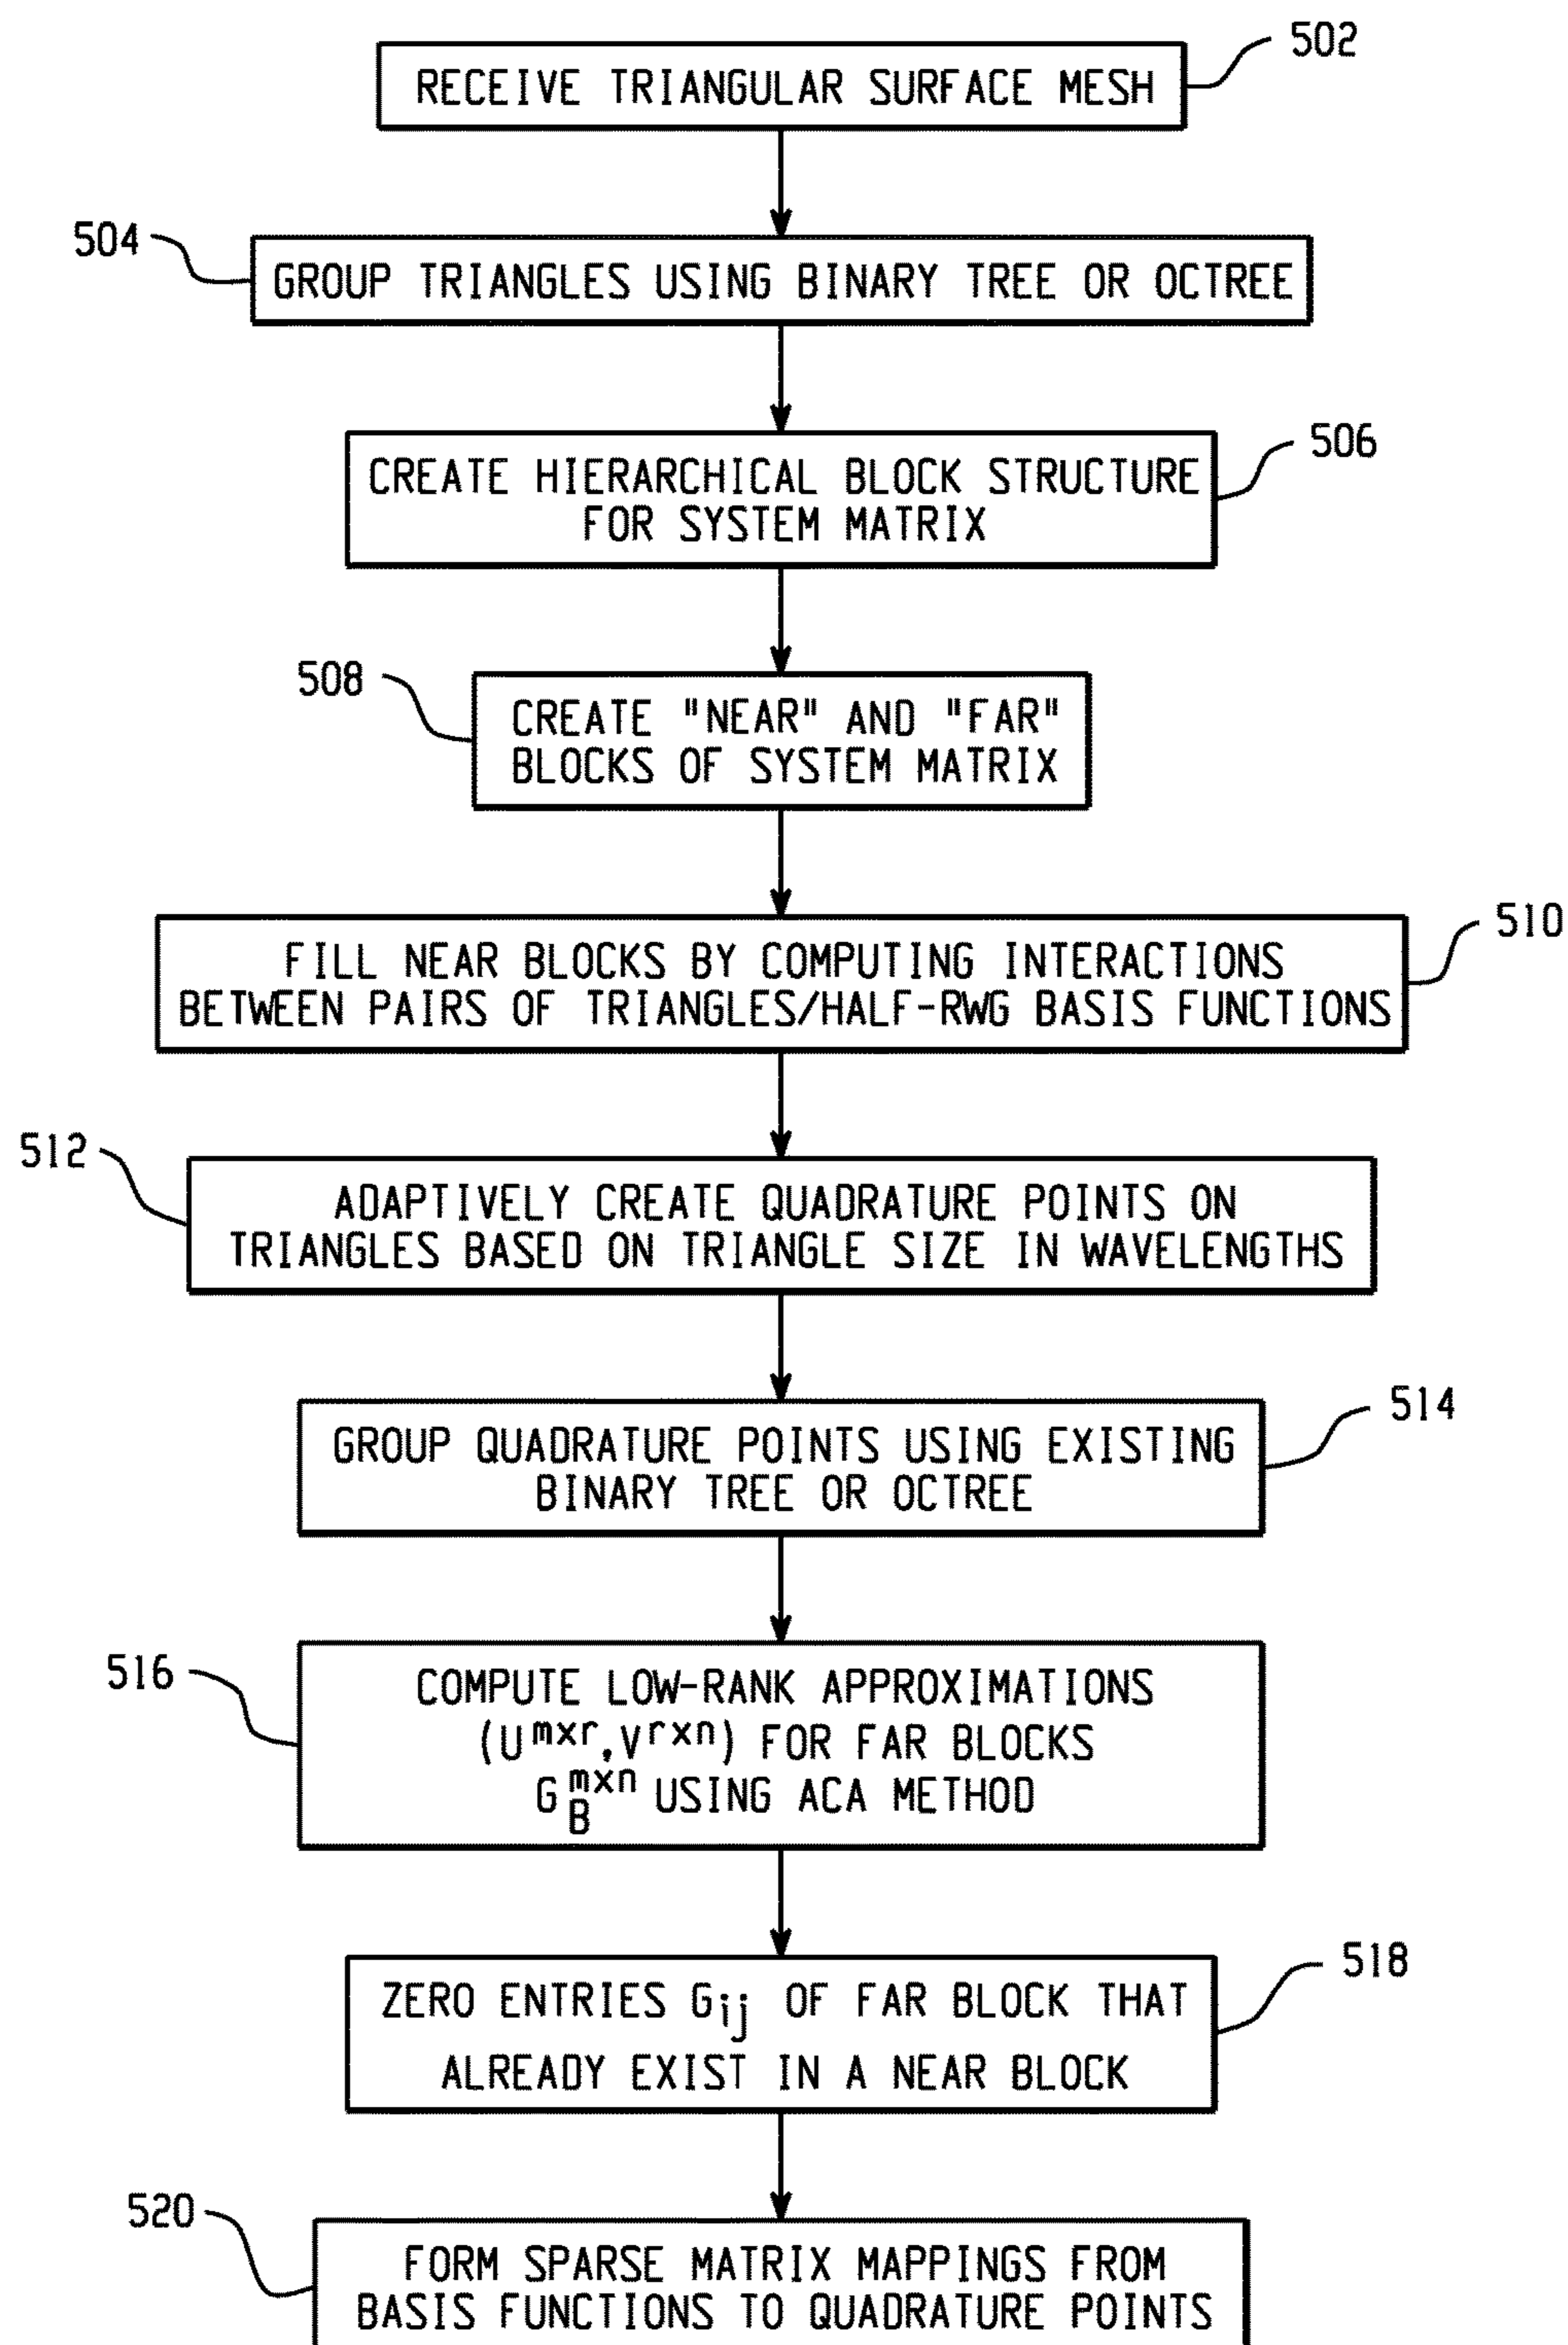 502
RECEIVE TRIANGULAR SURFACE MESH
504
GROUP TRIANGLES USING BINARY TREE OR OCTREE
506
CREATE HIERARCHICAL BLOCK STRUCTURE
FOR SYSTEM MATRIX
508
CREATE "NEAR" AND "FAR"
BLOCKS OF SYSTEM MATRIX
510
FILL NEAR BLOCKS BY COMPUTING INTERACTIONS
BETWEEN PAIRS OF TRIANGLES/HALF-RWG BASIS FUNCTIONS
512
ADAPTIVELY CREATE QUADRATURE POINTS ON
TRIANGLES BASED ON TRIANGLE SIZE IN WAVELENGTHS
514
GROUP QUADRATURE POINTS USING EXISTING
BINARY TREE OR OCTREE
516
COMPUTE LOW-RANK APPROXIMATIONS
(U^{m×r}, V^{r×n}) FOR FAR BLOCKS
G_B^{m×n} USING ACA METHOD
518
ZERO ENTRIES G_{ij} OF FAR BLOCK THAT
ALREADY EXIST IN A NEAR BLOCK
520
FORM SPARSE MATRIX MAPPINGS FROM
BASIS FUNCTIONS TO QUADRATURE POINTS